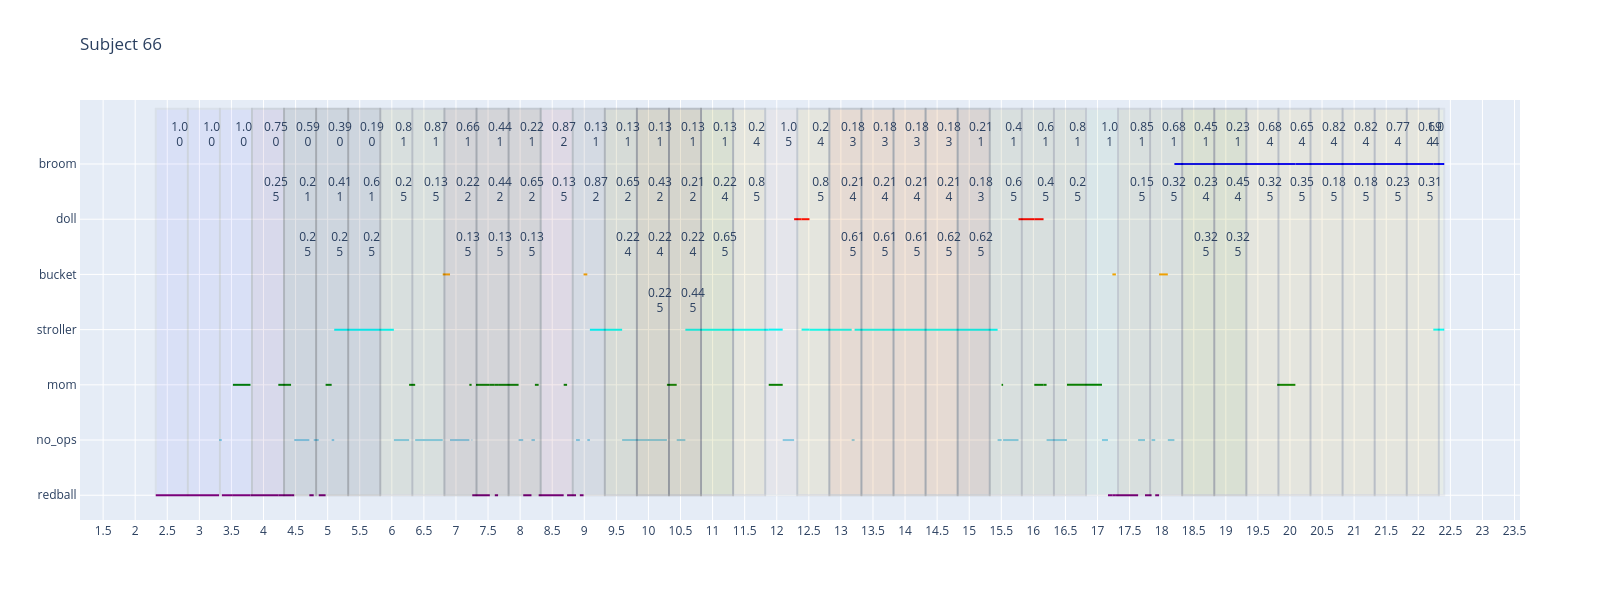 Subject 66
1.0 1.0 1.0 0.75 0.59 0.39 0.19 0.8 0.87 0.66 0.44 0.22 0.87 0.13 0.13 0.13 0.13 0.13 0.2 1.0 0.2 0.18 0.18 0.18 0.18 0.21 0.4 0.6 0.8 1.0 0.85 0.68 0.45 0.23 0.68 0.65 0.82 0.82 0.77
0 0 0 0 0 0 0 1 1 1 1 1 2 1 1 1 1 1 4 5 4 3 3 3 3 1 1 1 1 1 1 1 1 1 4 4 4 4 4 4 4
broom
0.25 0.2 0.41 0.6 0.2 0.13 0.22 0.44 0.65 0.13 0.87 0.65 0.43 0.21 0.22 0.8 0.8 0.21 0.21 0.21 0.21 0.18 0.6 0.4 0.2 0.15 0.32 0.23 0.45 0.32 0.35 0.18 0.18 0.23 0.31
5 1 1 1 5 5 2 2 2 5 2 2 2 2 4 5 5 4 4 4 4 3 5 5 5 5 5 4 4 5 5 5 5 5 5
doll
0.2 0.2 0.2 0.13 0.13 0.13 0.22 0.22 0.22 0.65 0.61 0.61 0.61 0.62 0.62 0.32 0.32
5 5 5 5 5 5 4 4 4 5 5 5 5 5 5 5 5
bucket
0.22 0.44
5 5
stroller
mom
no_ops
redball
1.5 2 2.5 3 3.5 4 4.5 5 5.5 6 6.5 7 7.5 8 8.5 9 9.5 10 10.5 11 11.5 12 12.5 13 13.5 14 14.5 15 15.5 16 16.5 17 17.5 18 18.5 19 19.5 20 20.5 21 21.5 22 22.5 23 23.5